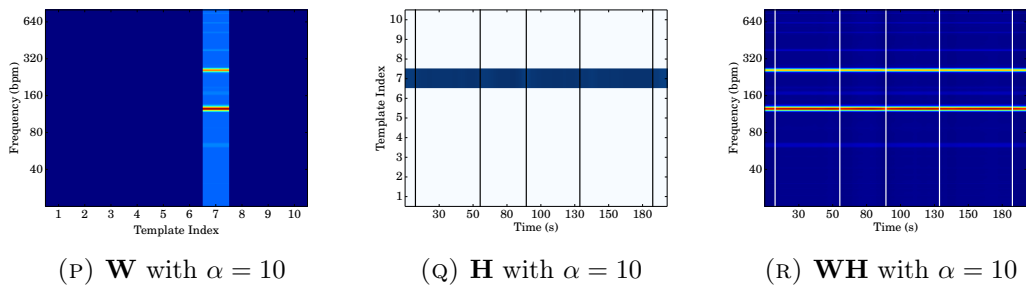 640
320
160
80
40
Frequency (bpm)
1 2 3 4 5 6 7 8 9 10
Template Index
10
9
8
7
6
5
4
3
2
1
Template Index
30 60 80 100 130 150 180
Time (s)
640
320
160
80
40
Frequency (bpm)
30 60 80 100 130 150 180
Time (s)
(P) W with α = 10
(Q) H with α = 10
(R) WH with α = 10